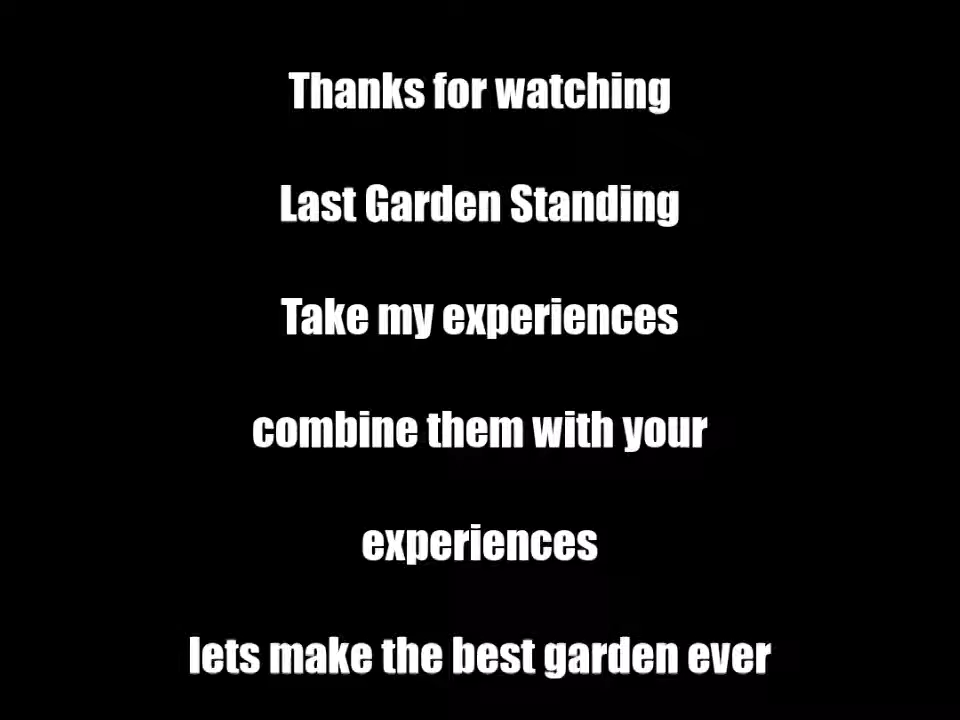 Thanks for watching
Last Garden Standing
Take my experiences
combine them with your
experiences
lets make the best garden ever